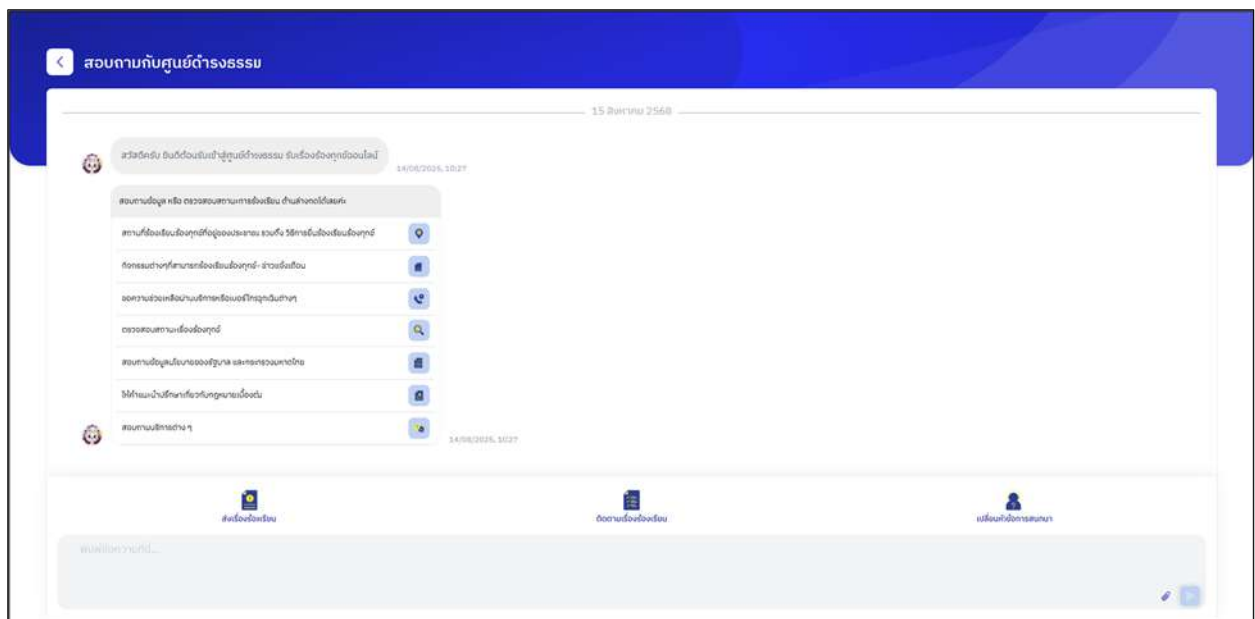 สอบถามกับศูนย์ดำรงธรรม
15 สิงหาคม 2568
สวัสดีครับ ยินดีต้อนรับเข้าสู่ศูนย์ดำรงธรรม รับเรื่องร้องทุกข์ออนไลน์
14/08/2025, 10:27
สอบถามข้อมูล หรือ ตรวจสอบสถานะการร้องเรียน ด้านล่างกดได้เลยค่ะ
สถานที่ร้องเรียนร้องทุกข์ที่อยู่ของประชาชน รวมถึง วิธีการยื่นร้องเรียนร้องทุกข์
กิจกรรมต่างๆที่สามารถร้องเรียนร้องทุกข์- ข่าวแจ้งเตือน
ขอความช่วยเหลือผ่านบริการหรือเบอร์โทรฉุกเฉินต่างๆ
ตรวจสอบสถานะเรื่องร้องทุกข์
สอบถามข้อมูลนโยบายของรัฐบาล และกระทรวงมหาดไทย
ให้คำแนะนำปรึกษาเกี่ยวกับกฎหมายเบื้องต้น
สอบถามบริการต่าง ๆ
14/08/2025, 10:27
ส่งเรื่องร้องเรียน
ติดตามเรื่องร้องเรียน
เปลี่ยนหัวข้อการสนทนา
พิมพ์ข้อความที่นี่...